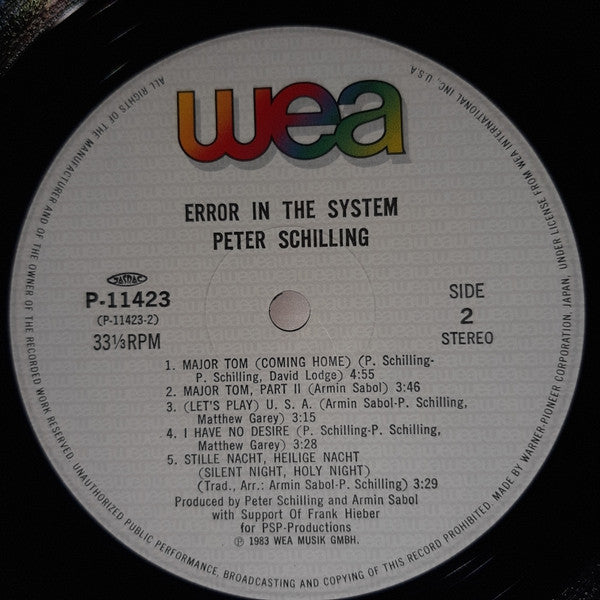 wea
ERROR IN THE SYSTEM
PETER SCHILLING
JASRAC
P-11423
(P-11423-2)
33⅓RPM
SIDE
2
STEREO
1. MAJOR TOM (COMING HOME) (P. Schilling-
P. Schilling, David Lodge) 4:55
2. MAJOR TOM, PART II (Armin Sabol) 3:46
3. (LET'S PLAY) U. S. A. (Armin Sabol-P. Schilling,
Matthew Garey) 3:15
4. I HAVE NO DESIRE (P. Schilling-P. Schilling,
Matthew Garey) 3:28
5. STILLE NACHT, HEILIGE NACHT
(SILENT NIGHT, HOLY NIGHT)
(Trad., Arr.: Armin Sabol-P. Schilling) 3:29
Produced by Peter Schilling and Armin Sabol
with Support Of Frank Hieber
for PSP-Productions
℗ 1983 WEA MUSIK GMBH.
ALL RIGHTS OF THE MANUFACTURER AND OF THE OWNER OF THE RECORDED WORK RESERVED. UNAUTHORIZED PUBLIC PERFORMANCE, BROADCASTING AND COPYING OF THIS RECORD PROHIBITED. MADE BY WARNER-PIONEER CORPORATION, JAPAN, UNDER LICENSE FROM WEA INTERNATIONAL INC., U.S.A.